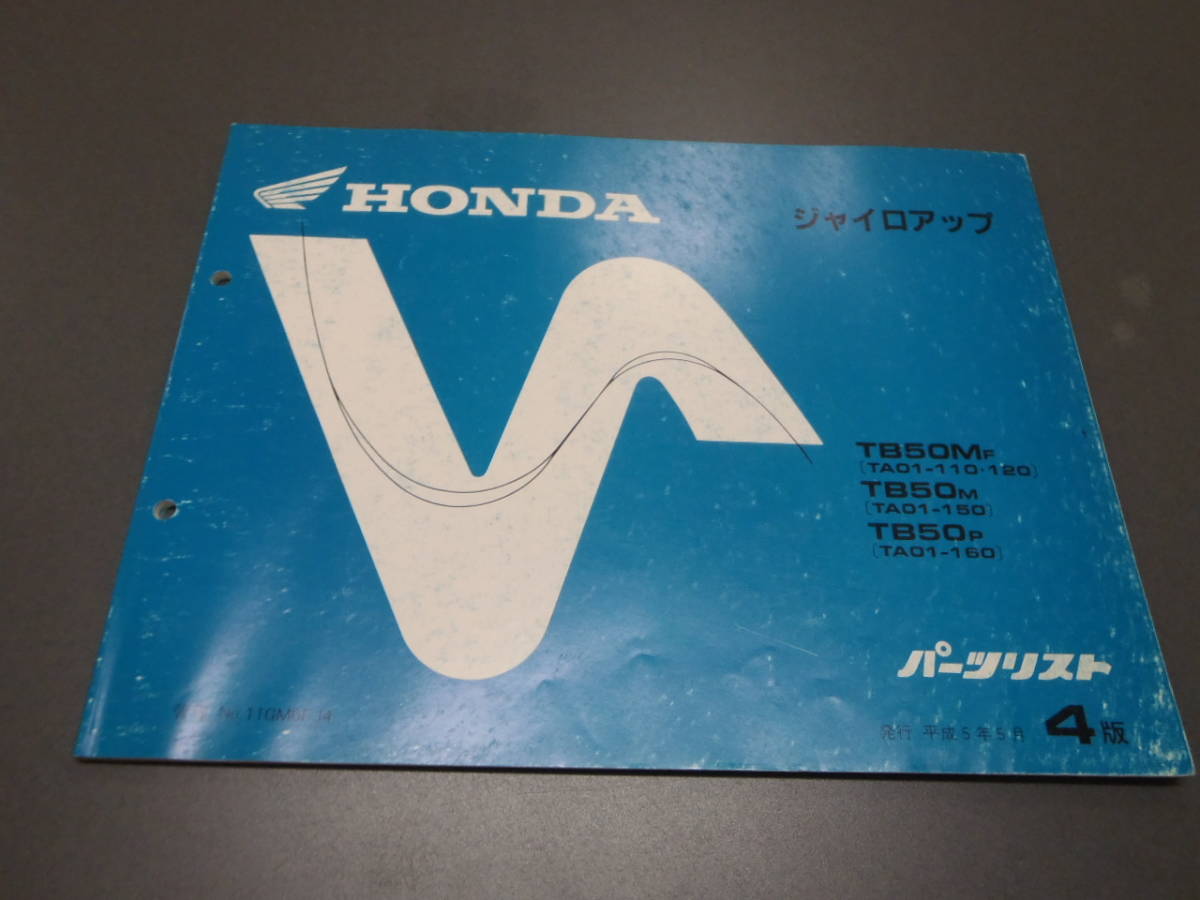 HONDA
ジャイロアップ
TB50MF
(TA01-110・120)
TB50M
(TA01-150)
TB50P
(TA01-160)
パーツリスト
発行 平成5年5月 4版
No.